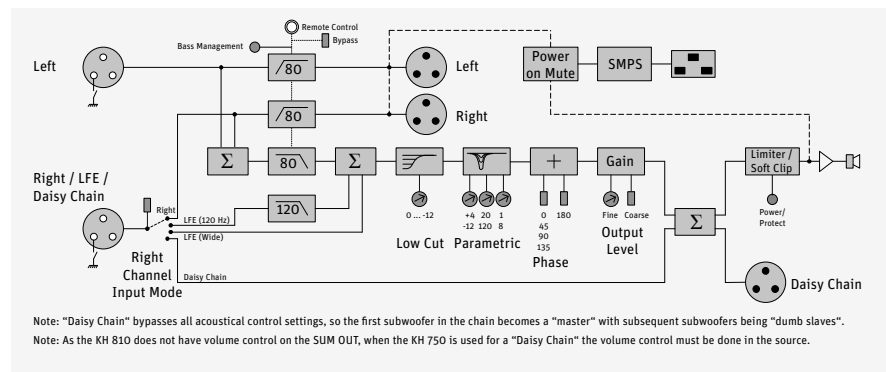 Remote Control
Bass Management
Bypass
Left
/80
Left
Power
on Mute
SMPS
/80
Right
Σ
80\
Σ
+
Gain
Limiter /
Soft Clip
Right / LFE /
Daisy Chain
Right
LFE (120 Hz)
120\
LFE (Wide)
0 ... -12
+4 20 1
-12 120 8
0 180
45
90
135
Fine Coarse
Σ
Power/
Protect
Low Cut
Parametric
Phase
Output
Level
Right
Channel
Input Mode
Daisy Chain
Daisy Chain
Note: "Daisy Chain" bypasses all acoustical control settings, so the first subwoofer in the chain becomes a "master" with subsequent subwoofers being "dumb slaves".
Note: As the KH 810 does not have volume control on the SUM OUT, when the KH 750 is used for a "Daisy Chain" the volume control must be done in the source.